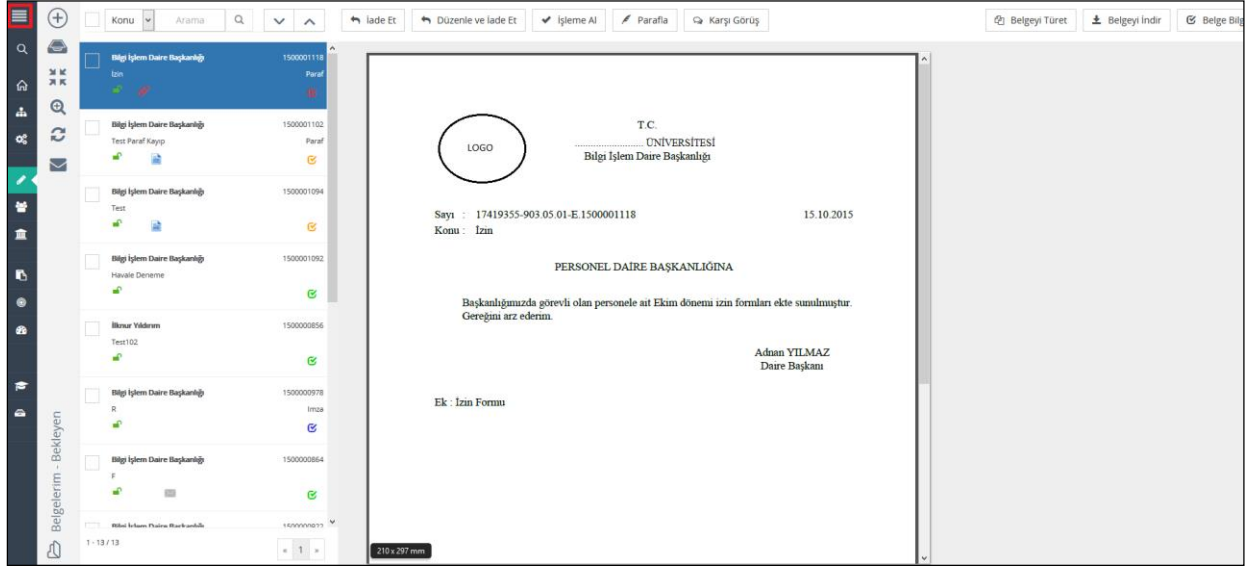 Konu
Arama
İade Et
Düzenle ve İade Et
İşleme Al
Parafla
Karşı Görüş
Belgeyi Türet
Belgeyi İndir
Belge Bilg
Bilgi İşlem Daire Başkanlığı 1500001118
İzin Paraf
Bilgi İşlem Daire Başkanlığı 1500001102
Test Paraf Kayıp Paraf
Bilgi İşlem Daire Başkanlığı 1500001094
Test
Bilgi İşlem Daire Başkanlığı 1500001092
Havale Deneme
İlknur Yıldırım 1500000856
Test102
Bilgi İşlem Daire Başkanlığı 1500000978
R Imza
Bilgi İşlem Daire Başkanlığı 1500000864
F
Bilgi İşlem Daire Başkanlığı 1500000922
1 - 13 / 13
« 1 »
Belgelerim - Bekleyen
LOGO
T.C.
........................ ÜNİVERSİTESİ
Bilgi İşlem Daire Başkanlığı
Sayı : 17419355-903.05.01-E.1500001118 15.10.2015
Konu : İzin
PERSONEL DAİRE BAŞKANLIĞINA
Başkanlığımızda görevli olan personele ait Ekim dönemi izin formları ekte sunulmuştur.
Gereğini arz ederim.
Adnan YILMAZ
Daire Başkanı
Ek : İzin Formu
210 x 297 mm